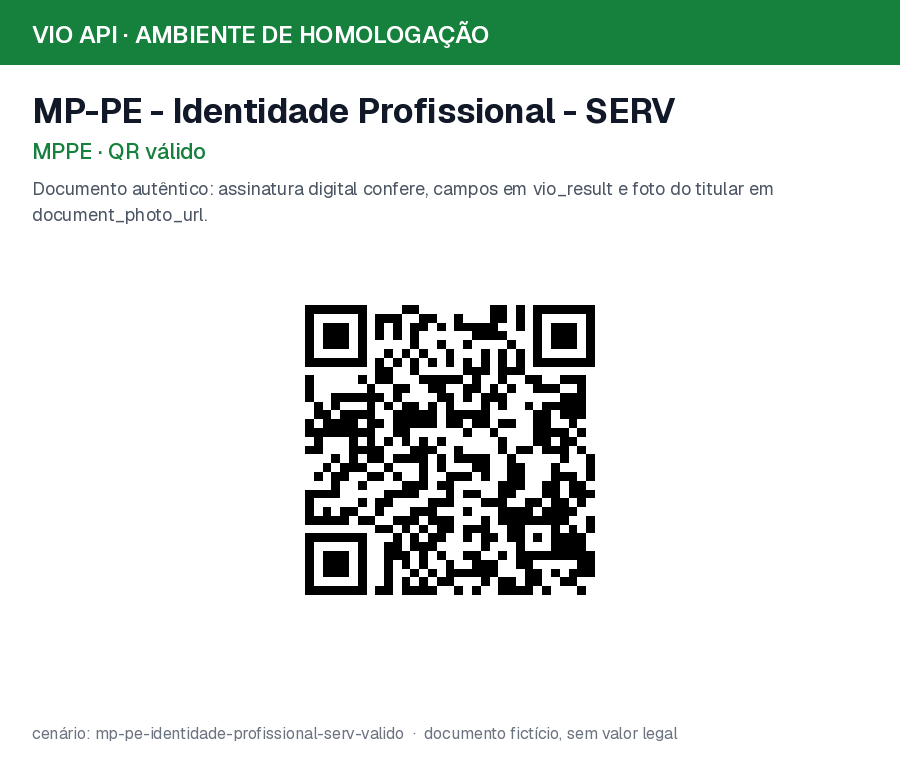 VIO API · AMBIENTE DE HOMOLOGAÇÃO
MP-PE - Identidade Profissional - SERV
MPPE · QR válido
Documento autêntico: assinatura digital confere, campos em vio_result e foto do titular em
document_photo_url.
cenário: mp-pe-identidade-profissional-serv-valido · documento fictício, sem valor legal